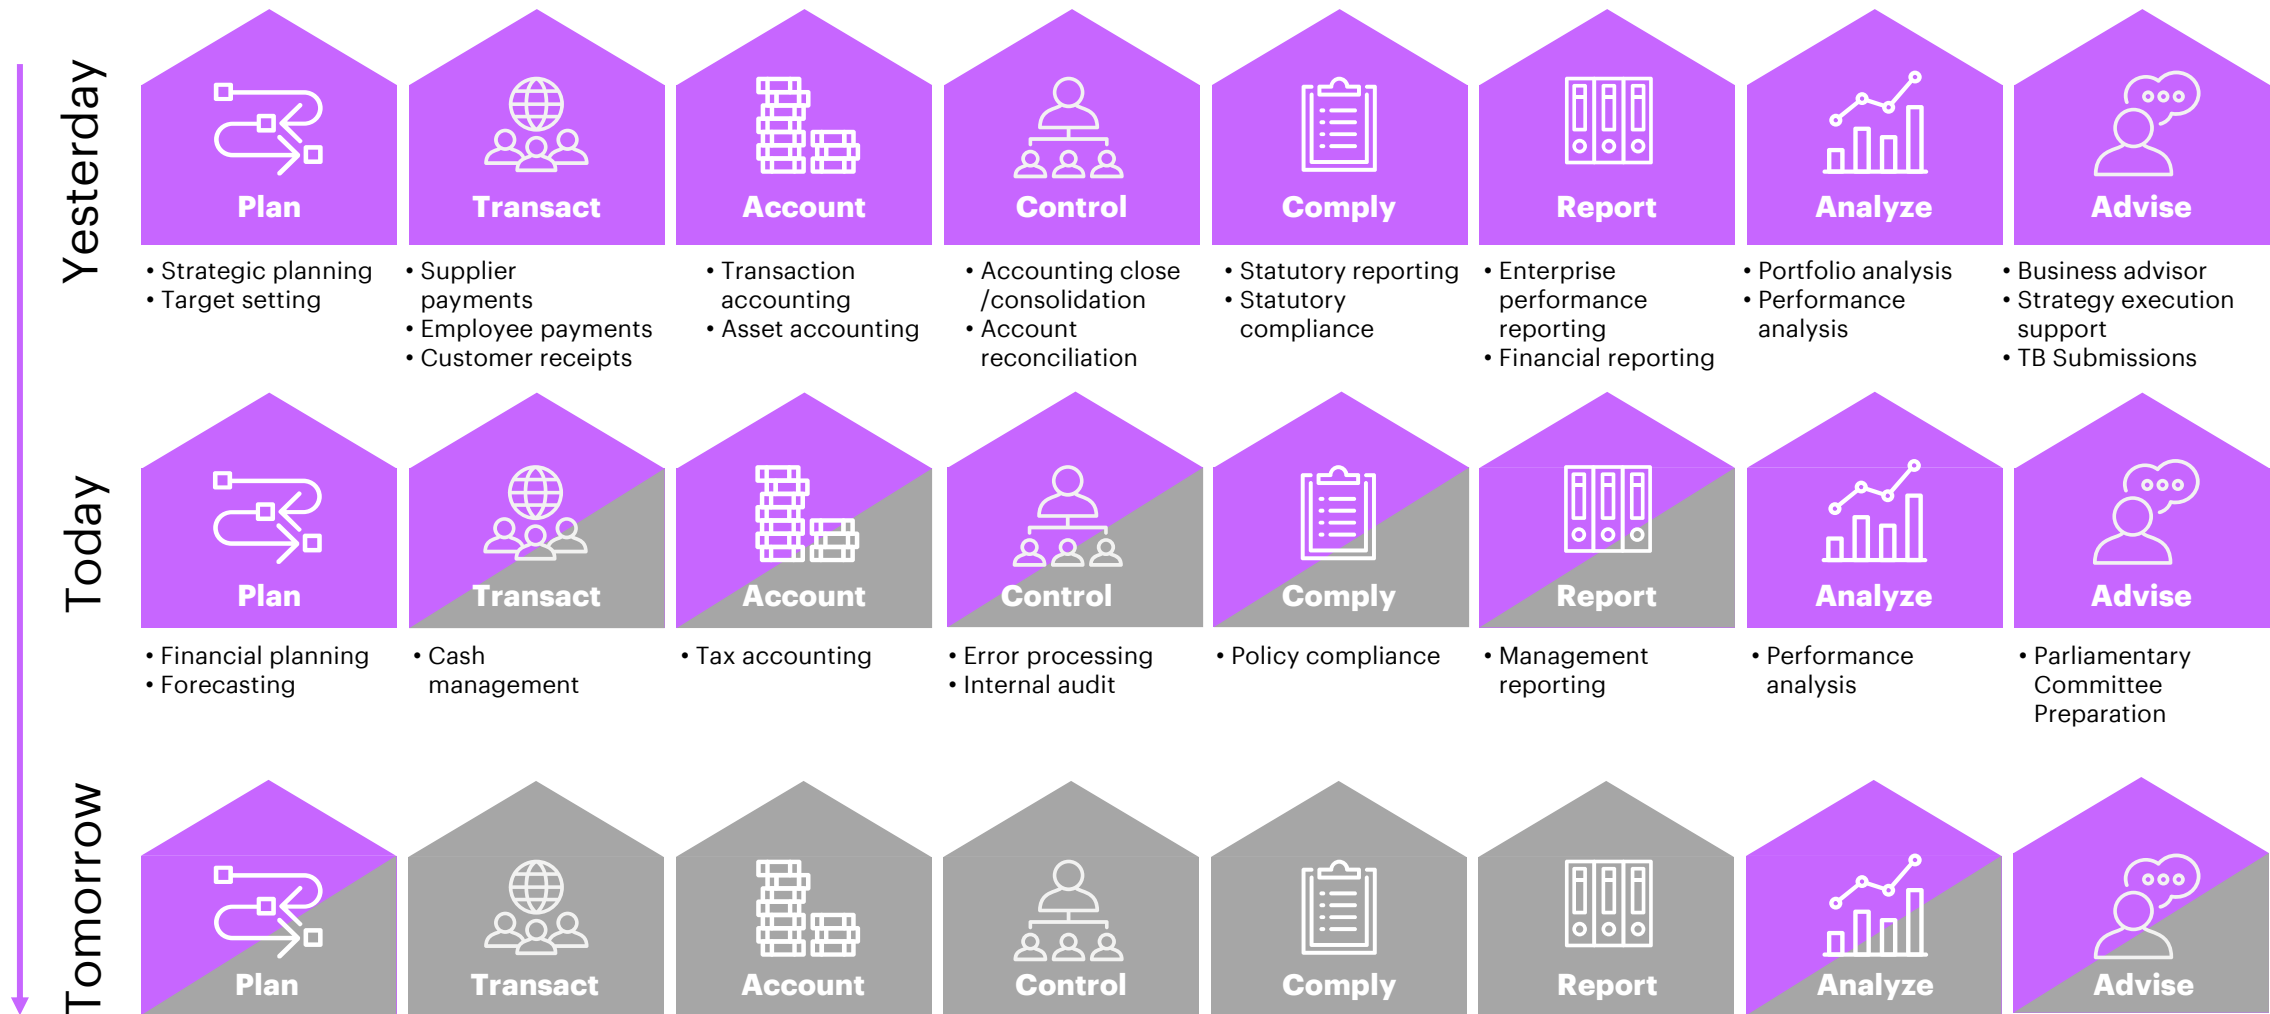 Yesterday
Plan
Transact
Account
Control
Comply
Report
Analyze
Advise
• Strategic planning
• Target setting
• Supplier
payments
• Employee payments
• Customer receipts
• Transaction
accounting
• Asset accounting
• Accounting close
/consolidation
• Account
reconciliation
• Statutory reporting
• Statutory
compliance
• Enterprise
performance
reporting
• Financial reporting
• Portfolio analysis
• Performance
analysis
• Business advisor
• Strategy execution
support
• TB Submissions
Today
Plan
Transact
Account
Control
Comply
Report
Analyze
Advise
• Financial planning
• Forecasting
• Cash
management
• Tax accounting
• Error processing
• Internal audit
• Policy compliance
• Management
reporting
• Performance
analysis
• Parliamentary
Committee
Preparation
Tomorrow
Plan
Transact
Account
Control
Comply
Report
Analyze
Advise